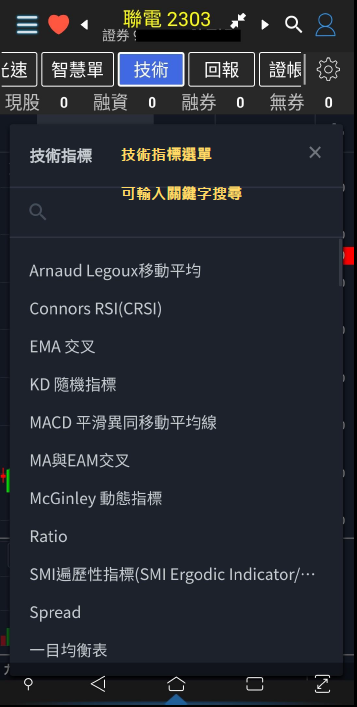 聯電 2303
證券 9
光速 智慧單 技術 回報 證帳
現股 0 融資 0 融券 0 無券 0
技術指標 技術指標選單
可輸入關鍵字搜尋
Arnaud Legoux移動平均
Connors RSI(CRSI)
EMA 交叉
KD 隨機指標
MACD 平滑異同移動平均線
MA與EAM交叉
McGinley 動態指標
Ratio
SMI遍歷性指標(SMI Ergodic Indicator/⋯
Spread
一目均衡表